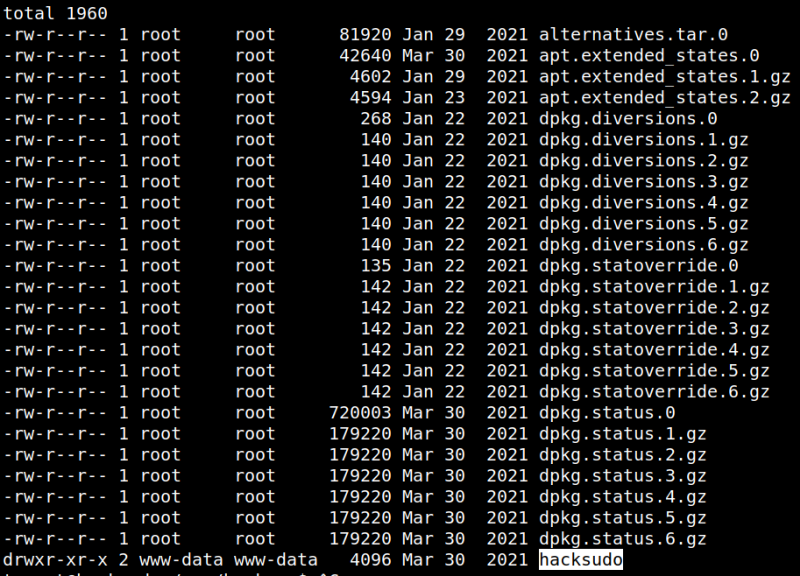 total 1960
-rw-r--r-- 1 root     root      81920 Jan 29  2021 alternatives.tar.0
-rw-r--r-- 1 root     root      42640 Mar 30  2021 apt.extended_states.0
-rw-r--r-- 1 root     root       4602 Jan 29  2021 apt.extended_states.1.gz
-rw-r--r-- 1 root     root       4594 Jan 23  2021 apt.extended_states.2.gz
-rw-r--r-- 1 root     root        268 Jan 22  2021 dpkg.diversions.0
-rw-r--r-- 1 root     root        140 Jan 22  2021 dpkg.diversions.1.gz
-rw-r--r-- 1 root     root        140 Jan 22  2021 dpkg.diversions.2.gz
-rw-r--r-- 1 root     root        140 Jan 22  2021 dpkg.diversions.3.gz
-rw-r--r-- 1 root     root        140 Jan 22  2021 dpkg.diversions.4.gz
-rw-r--r-- 1 root     root        140 Jan 22  2021 dpkg.diversions.5.gz
-rw-r--r-- 1 root     root        140 Jan 22  2021 dpkg.diversions.6.gz
-rw-r--r-- 1 root     root        135 Jan 22  2021 dpkg.statoverride.0
-rw-r--r-- 1 root     root        142 Jan 22  2021 dpkg.statoverride.1.gz
-rw-r--r-- 1 root     root        142 Jan 22  2021 dpkg.statoverride.2.gz
-rw-r--r-- 1 root     root        142 Jan 22  2021 dpkg.statoverride.3.gz
-rw-r--r-- 1 root     root        142 Jan 22  2021 dpkg.statoverride.4.gz
-rw-r--r-- 1 root     root        142 Jan 22  2021 dpkg.statoverride.5.gz
-rw-r--r-- 1 root     root        142 Jan 22  2021 dpkg.statoverride.6.gz
-rw-r--r-- 1 root     root     720003 Mar 30  2021 dpkg.status.0
-rw-r--r-- 1 root     root     179220 Mar 30  2021 dpkg.status.1.gz
-rw-r--r-- 1 root     root     179220 Mar 30  2021 dpkg.status.2.gz
-rw-r--r-- 1 root     root     179220 Mar 30  2021 dpkg.status.3.gz
-rw-r--r-- 1 root     root     179220 Mar 30  2021 dpkg.status.4.gz
-rw-r--r-- 1 root     root     179220 Mar 30  2021 dpkg.status.5.gz
-rw-r--r-- 1 root     root     179220 Mar 30  2021 dpkg.status.6.gz
drwxr-xr-x 2 www-data www-data   4096 Mar 30  2021 hacksudo